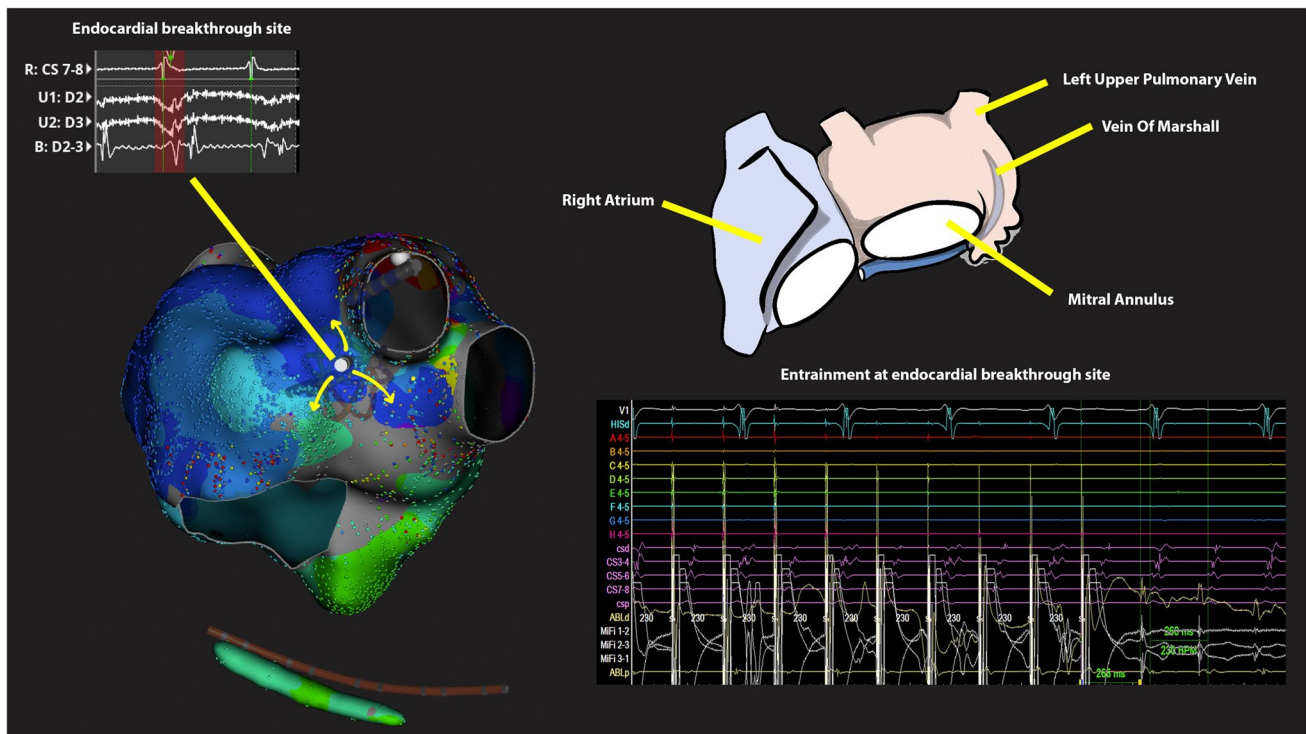 Endocardial breakthrough site
R: CS 7-8
U1: D2
U2: D3
B: D2-3
Left Upper Pulmonary Vein
Vein Of Marshall
Right Atrium
Mitral Annulus
Entrainment at endocardial breakthrough site
V1
HISd
A 4-5
B 4-5
C 4-5
D 4-5
E 4-5
F 4-5
G 4-5
H 4-5
csd
CS3-4
CS5-6
CS7-8
csp
ABLd
230 s 230 s 230 s 230 s 230 s 230 s 230 s 230 s
MiFi 1-2
MiFi 2-3
MiFi 3-1
ABLp
266 ms